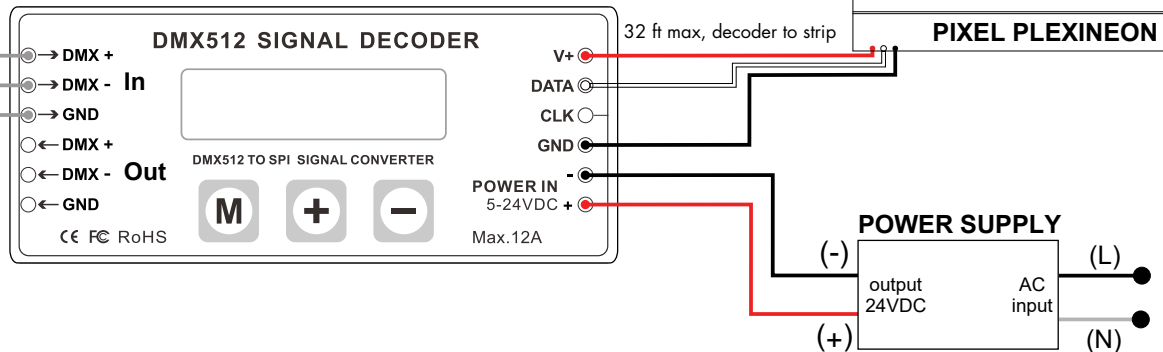 DMX512 SIGNAL DECODER
DMX +
DMX - In
GND
DMX +
DMX - Out
GND
CE FC RoHS
DMX512 TO SPI SIGNAL CONVERTER
M + −
V+
DATA
CLK
GND
-
POWER IN
5-24VDC +
Max.12A
32 ft max, decoder to strip
PIXEL PLEXINEON
POWER SUPPLY
(-)
(+)
output
24VDC
AC
input
(L)
(N)